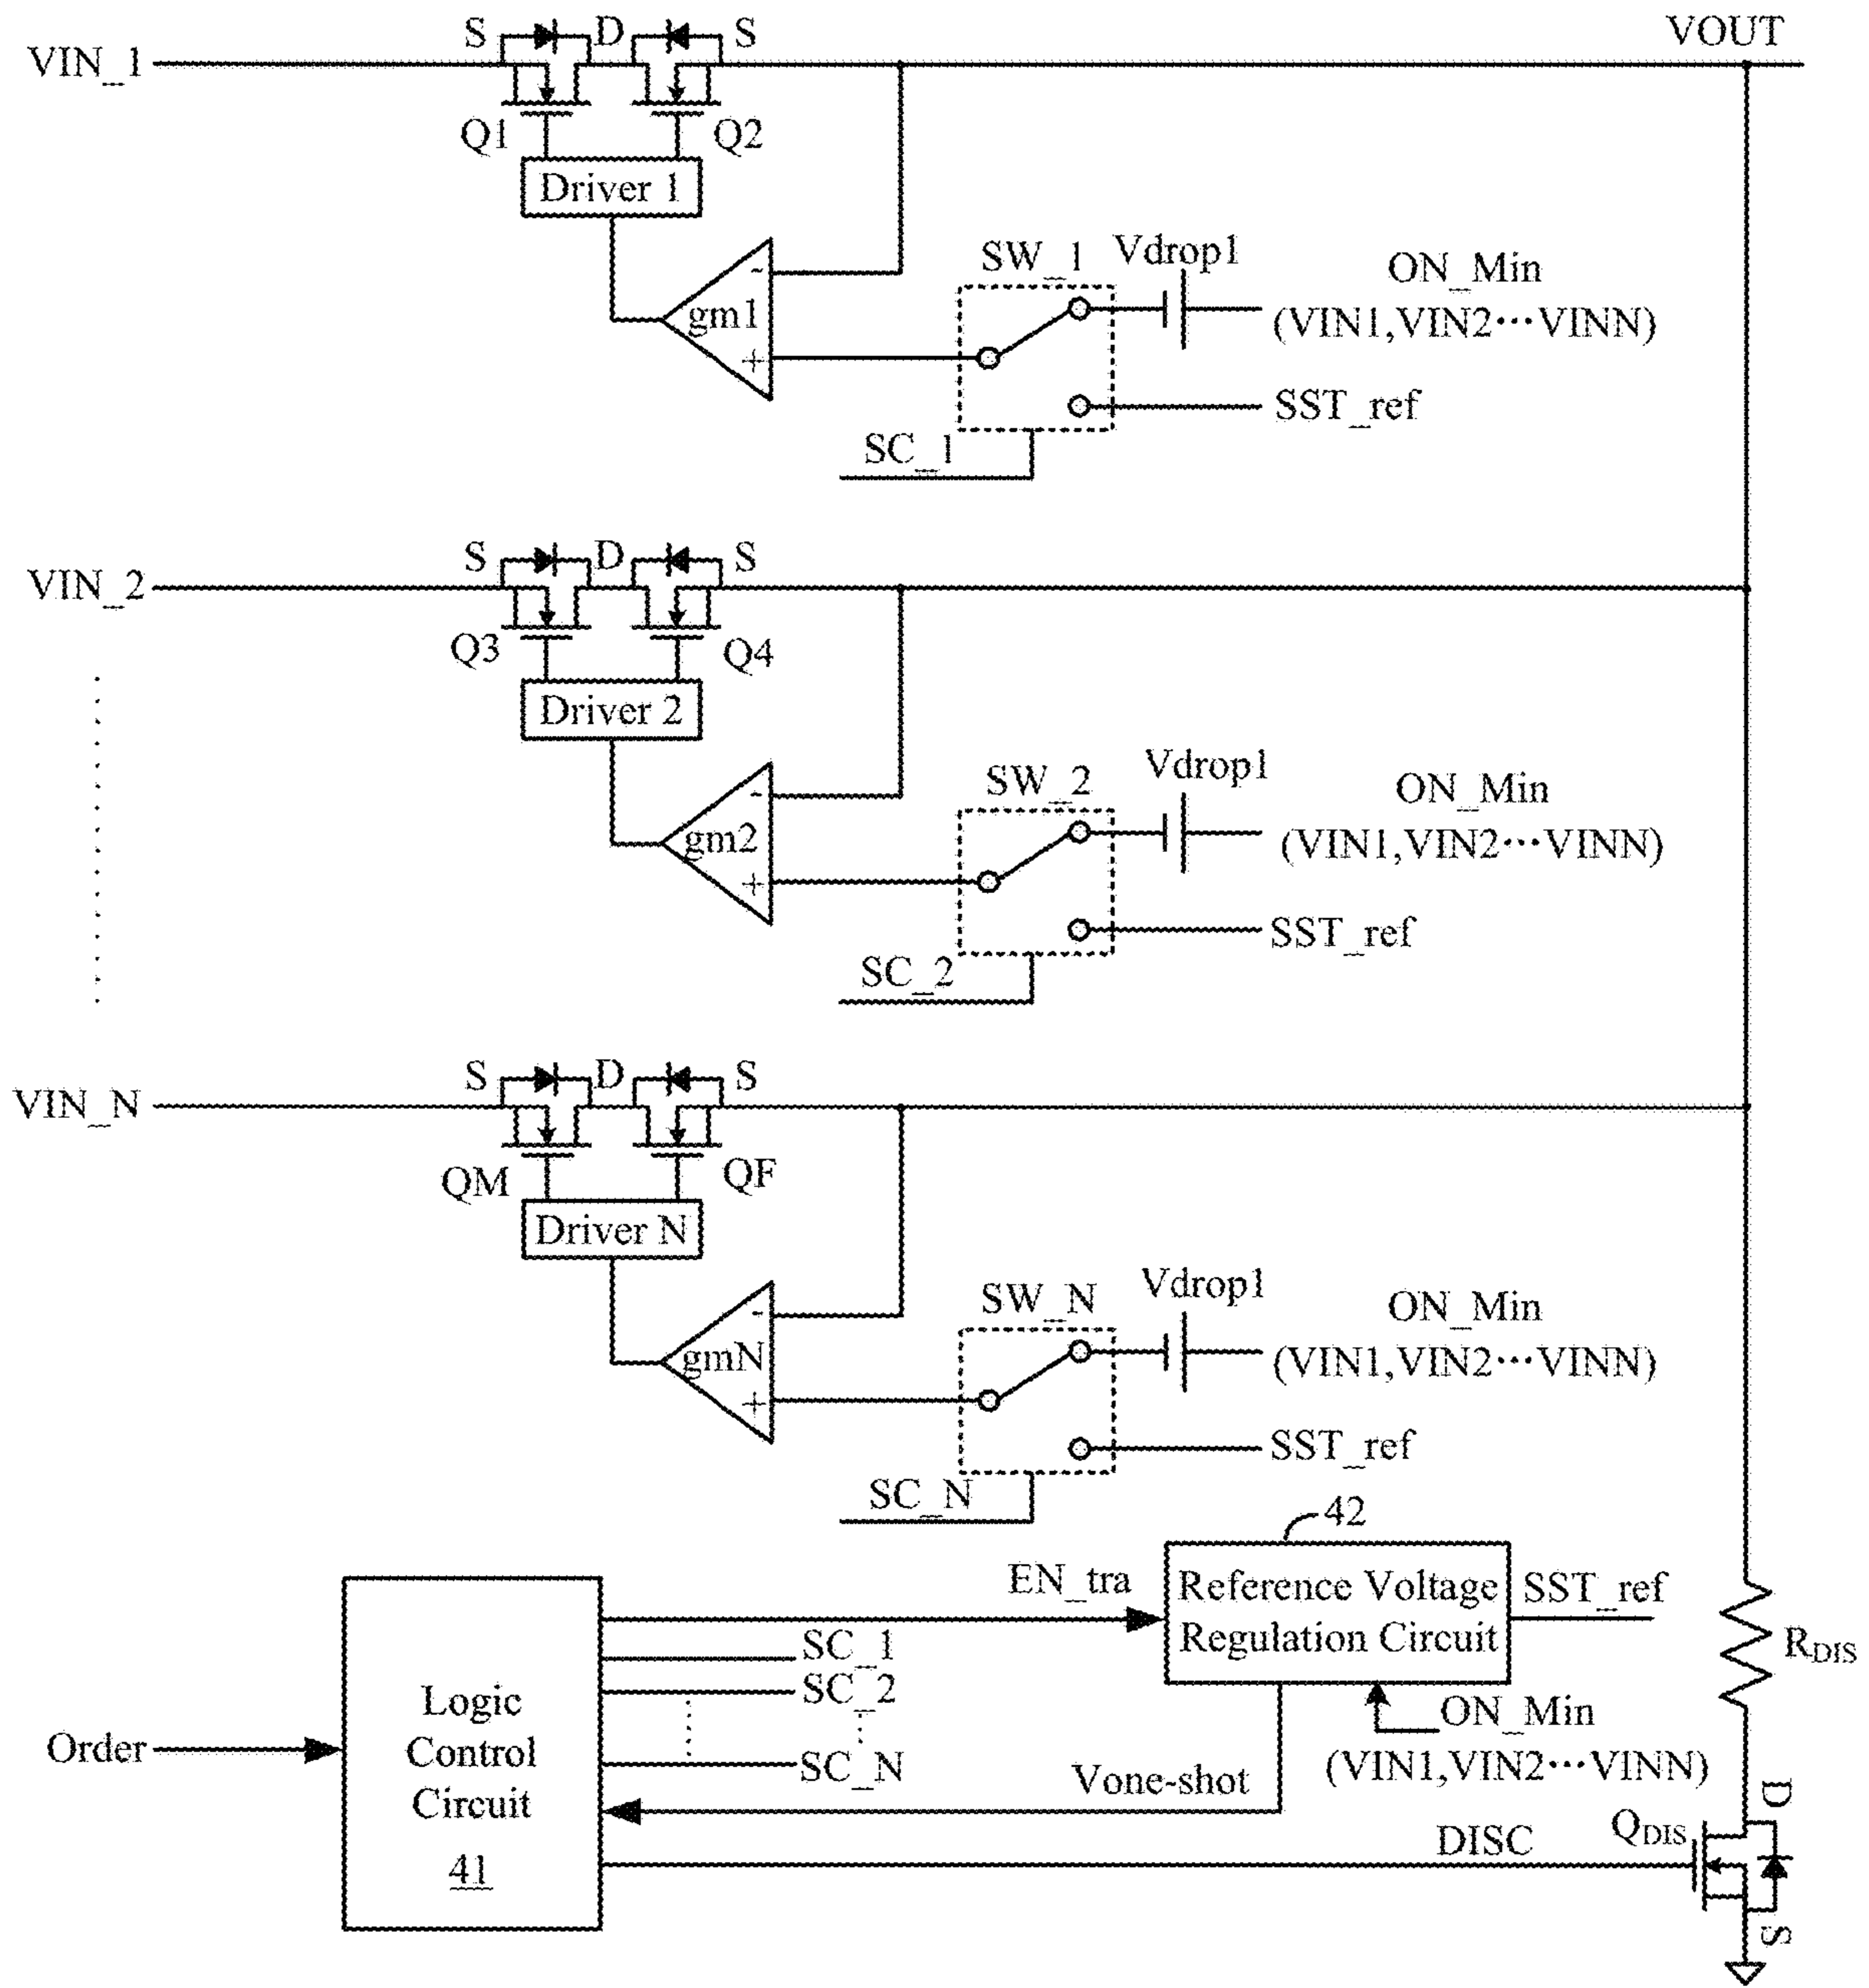 VOUT
S D S
VIN_1
Q1 Q2
Driver 1
gm1
-
+
SW_1
Vdrop1
ON_Min
(VIN1,VIN2···VINN)
SST_ref
SC_1
S D S
VIN_2
Q3 Q4
Driver 2
gm2
-
+
SW_2
Vdrop1
ON_Min
(VIN1,VIN2···VINN)
SST_ref
SC_2
S D S
VIN_N
QM QF
Driver N
gmN
-
+
SW_N
Vdrop1
ON_Min
(VIN1,VIN2···VINN)
SST_ref
SC_N
42
EN_tra
Reference Voltage
Regulation Circuit
SST_ref
RDIS
SC_1
SC_2
SC_N
Order
Logic
Control
Circuit
41
ON_Min
(VIN1,VIN2···VINN)
Vone-shot
DISC
QDIS
D
S